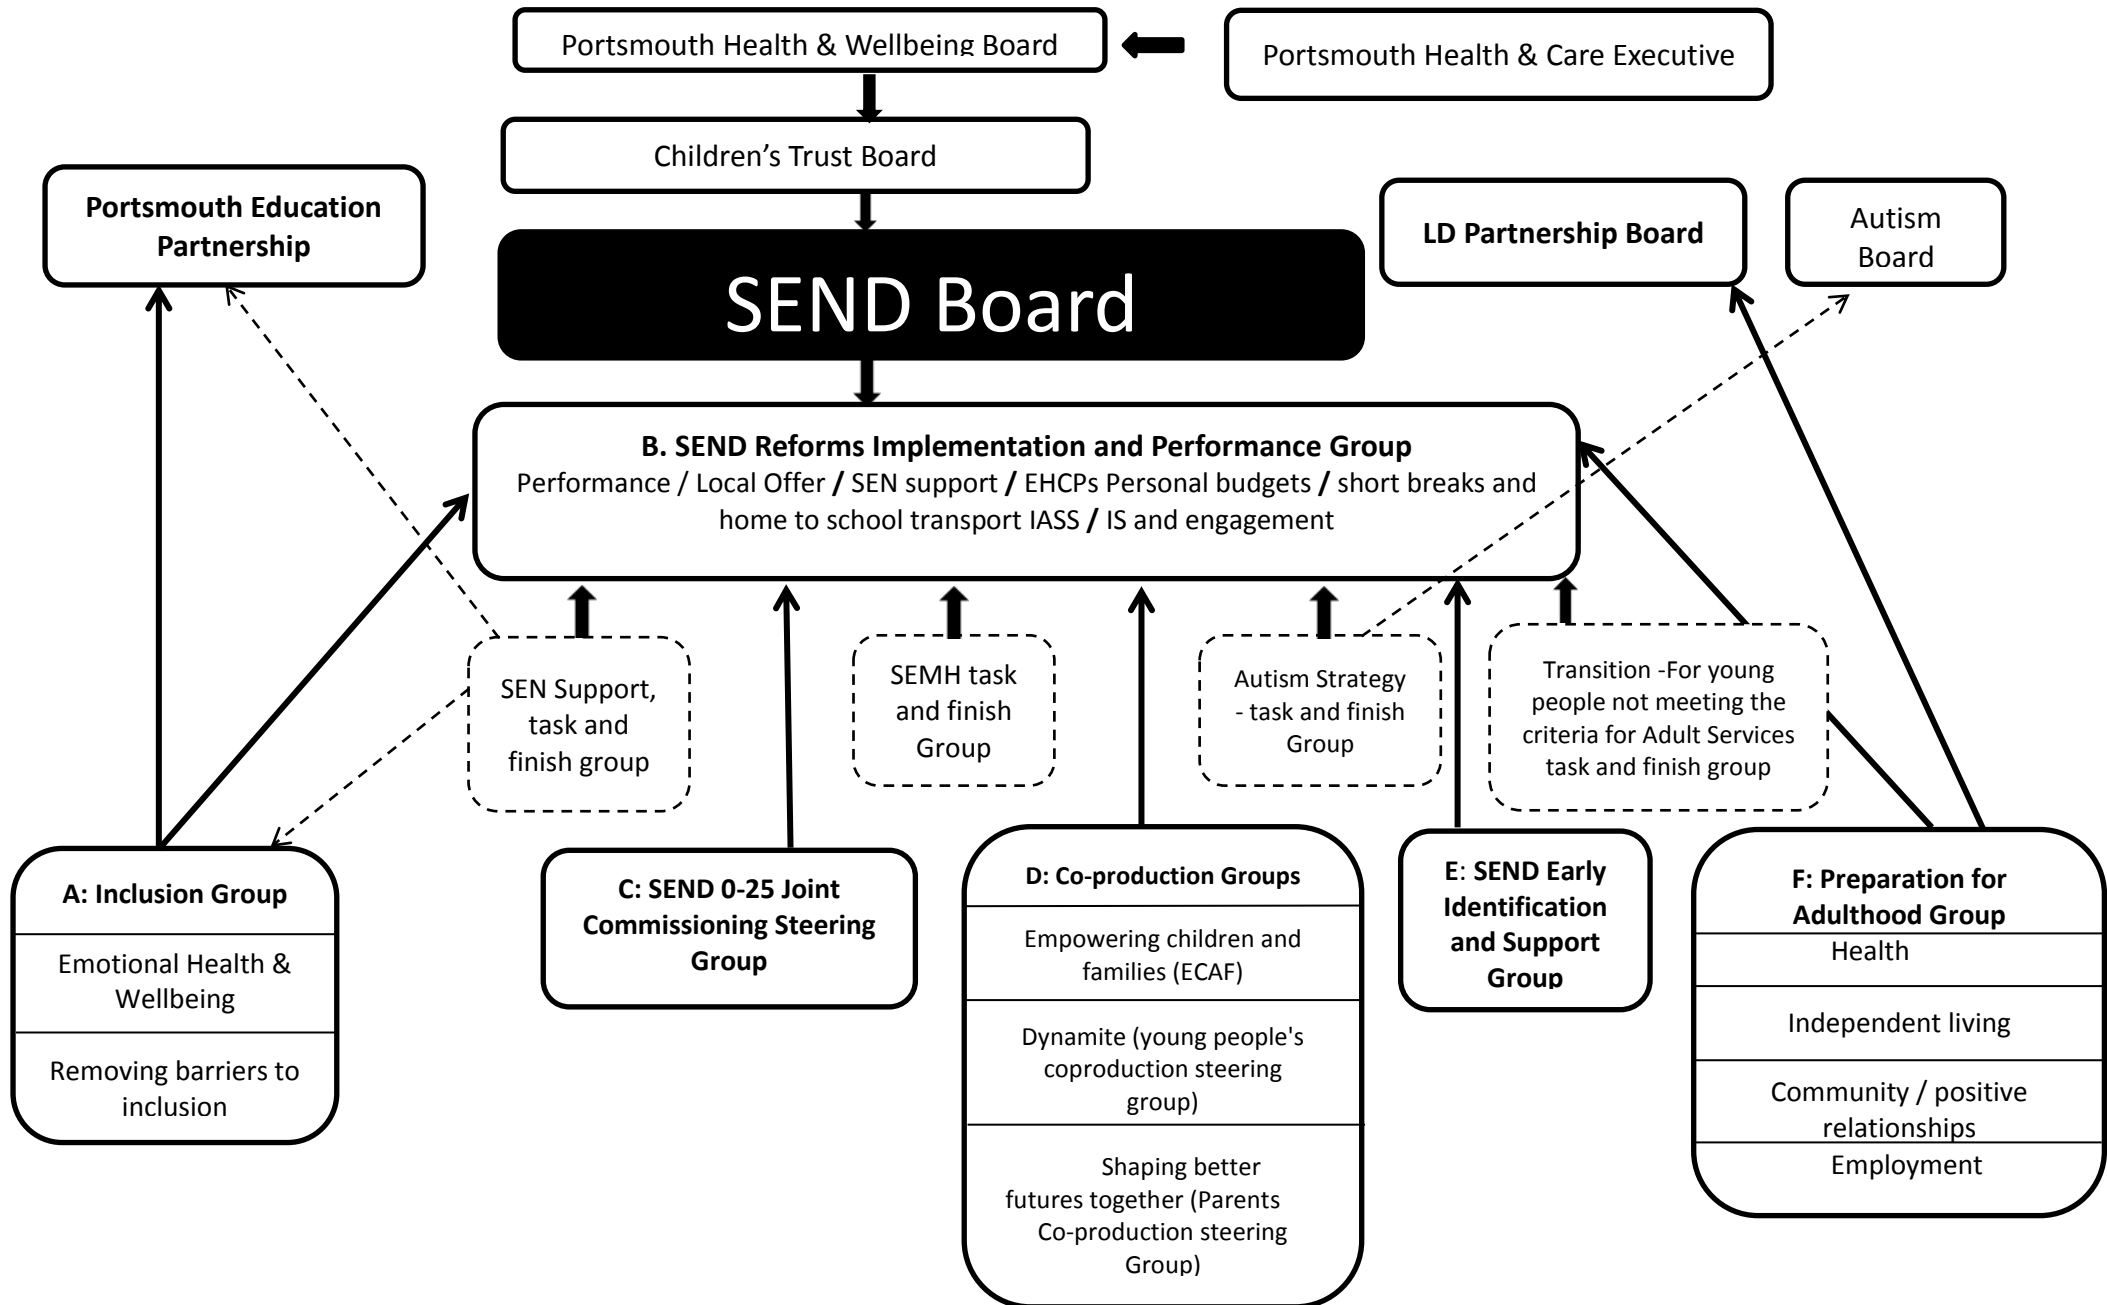 Portsmouth Health & Wellbeing Board
Portsmouth Health & Care Executive
Children's Trust Board
Portsmouth Education
Partnership
LD Partnership Board
Autism
Board
SEND Board
B. SEND Reforms Implementation and Performance Group
Performance / Local Offer / SEN support / EHCPs Personal budgets / short breaks and
home to school transport IASS / IS and engagement
SEN Support,
task and
finish group
SEMH task
and finish
Group
Autism Strategy
- task and finish
Group
Transition -For young
people not meeting the
criteria for Adult Services
task and finish group
A: Inclusion Group
Emotional Health &
Wellbeing
Removing barriers to
inclusion
C: SEND 0-25 Joint
Commissioning Steering
Group
D: Co-production Groups
Empowering children and
families (ECAF)
Dynamite (young people's
coproduction steering
group)
Shaping better
futures together (Parents
Co-production steering
Group)
E: SEND Early
Identification
and Support
Group
F: Preparation for
Adulthood Group
Health
Independent living
Community / positive
relationships
Employment